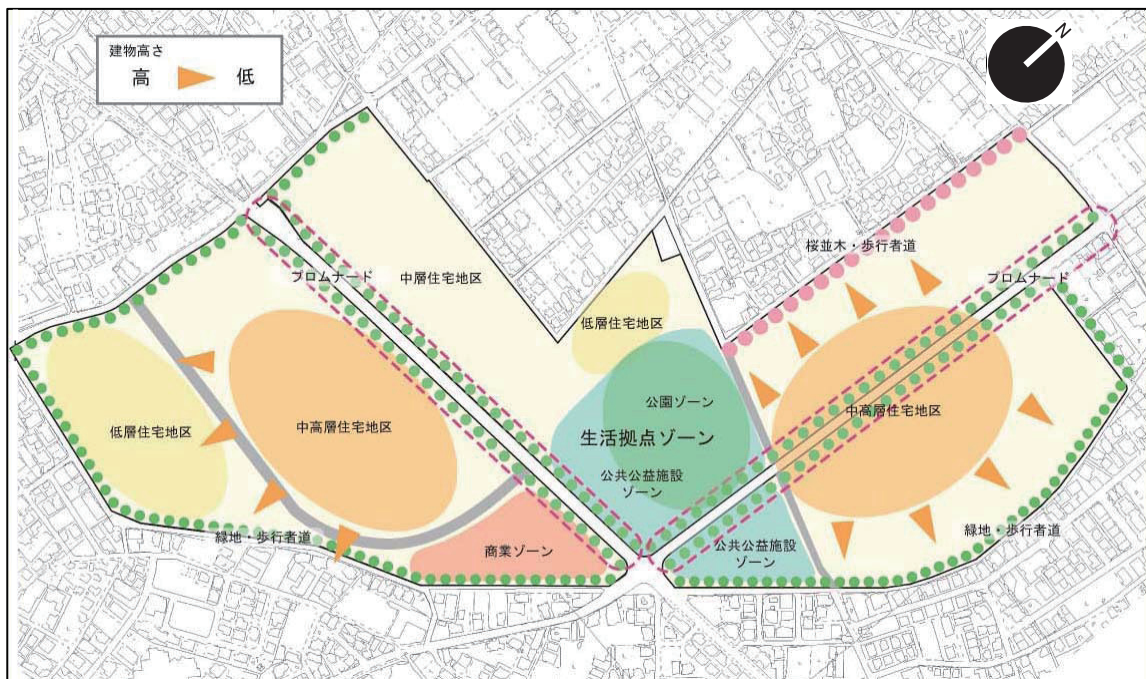 建物高さ
高 低
N
桜並木・歩行者道
プロムナード
中層住宅地区
プロムナード
低層住宅地区
公園ゾーン
中高層住宅地区
低層住宅地区
中高層住宅地区
生活拠点ゾーン
公共公益施設
ゾーン
緑地・歩行者道
商業ゾーン
公共公益施設
ゾーン
緑地・歩行者道